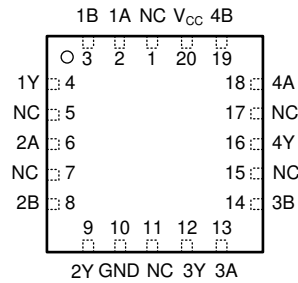 1B 1A NC VCC 4B
3 2 1 20 19
1Y 4 18 4A
NC 5 17 NC
2A 6 16 4Y
NC 7 15 NC
2B 8 14 3B
9 10 11 12 13
2Y GND NC 3Y 3A